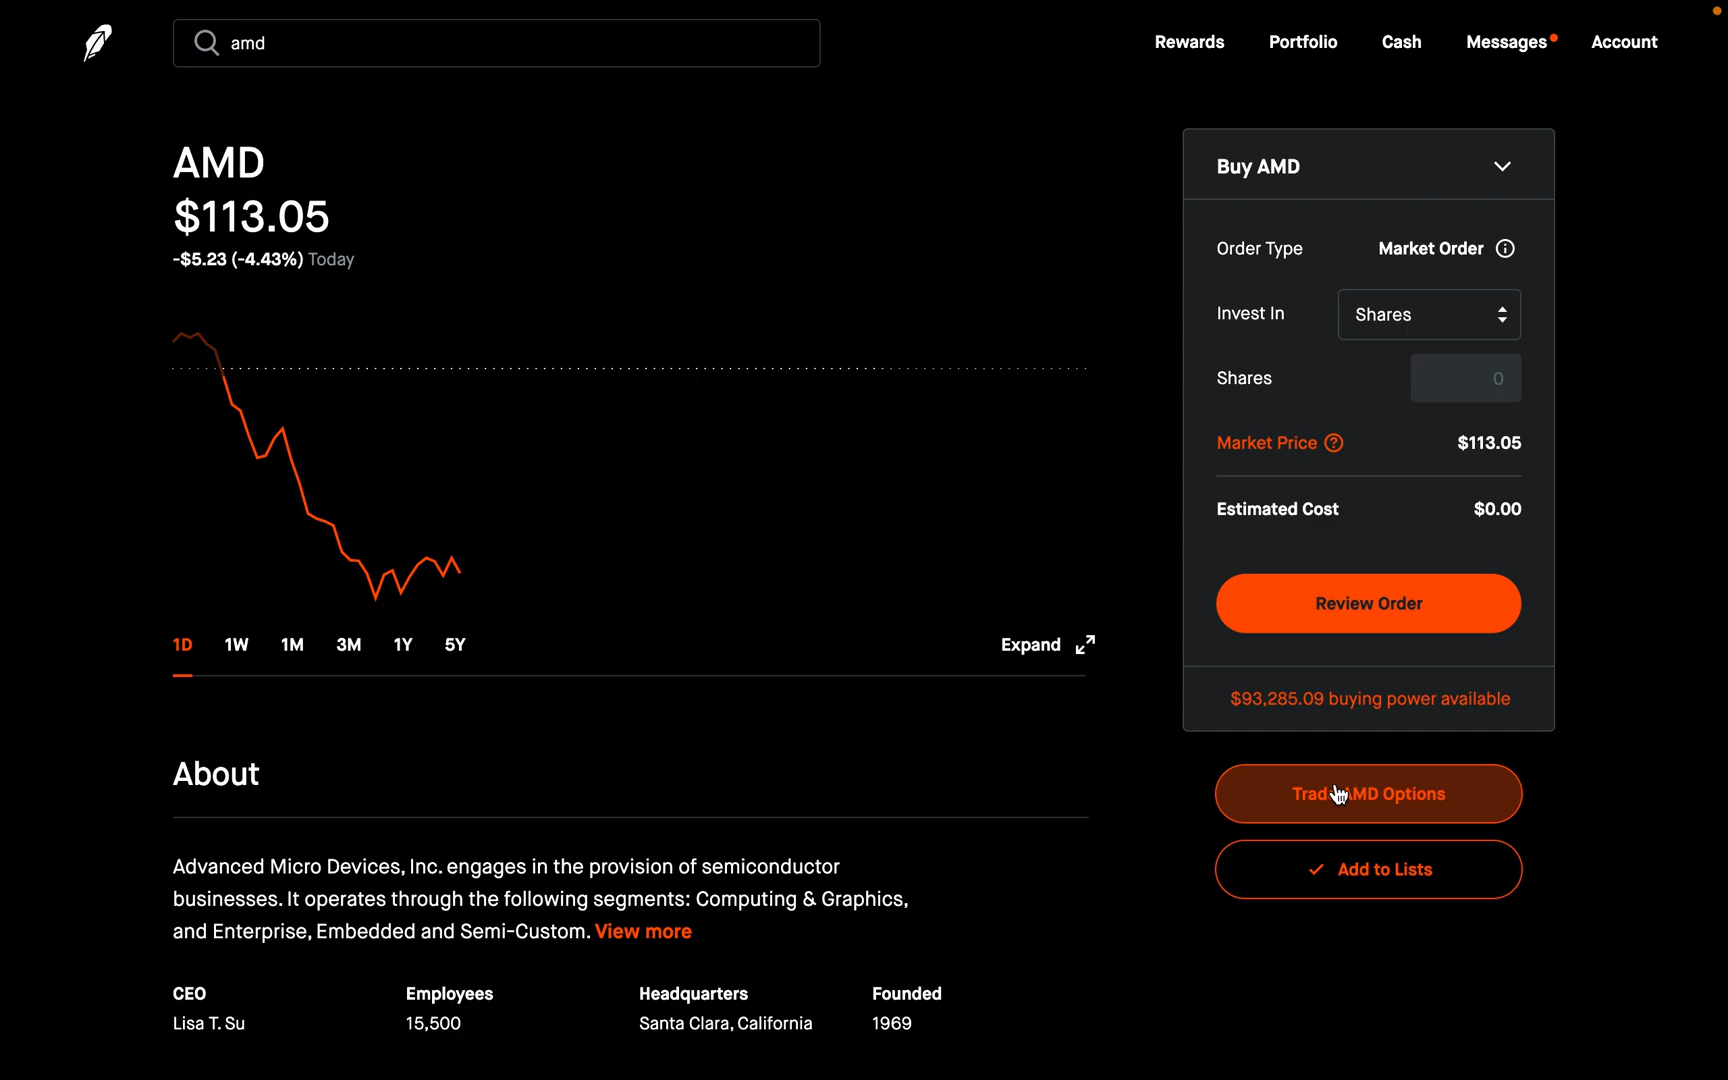 amd
Rewards
Portfolio
Cash
Messages
Account
AMD
$113.05
-$5.23 (-4.43%) Today
1D
1W
1M
3M
1Y
5Y
Expand
Buy AMD
Order Type
Market Order
Invest In
Shares
Shares
0
Market Price
$113.05
Estimated Cost
$0.00
Review Order
$93,285.09 buying power available
Trade AMD Options
Add to Lists
About
Advanced Micro Devices, Inc. engages in the provision of semiconductor
businesses. It operates through the following segments: Computing & Graphics,
and Enterprise, Embedded and Semi-Custom. View more
CEO
Lisa T. Su
Employees
15,500
Headquarters
Santa Clara, California
Founded
1969